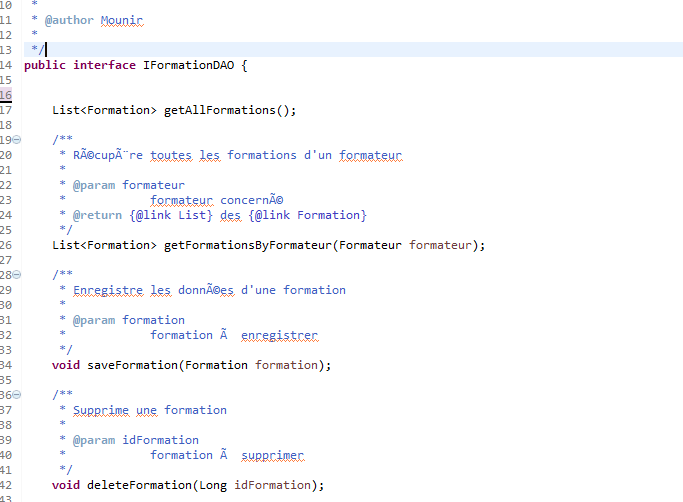 10 *
11 * @author Mounir
12 *
13 */
14 public interface IFormationDAO {
15
16
17 List<Formation> getAllFormations();
18
19 /**
20 * RÃ©cupÃ¨re toutes les formations d'un formateur
21 *
22 * @param formateur
23 * formateur concernÃ©
24 * @return {@link List} des {@link Formation}
25 */
26 List<Formation> getFormationsByFormateur(Formateur formateur);
27
28 /**
29 * Enregistre les donnÃ©es d'une formation
30 *
31 * @param formation
32 * formation Ã  enregistrer
33 */
34 void saveFormation(Formation formation);
35
36 /**
37 * Supprime une formation
38 *
39 * @param idFormation
40 * formation Ã  supprimer
41 */
42 void deleteFormation(Long idFormation);
43